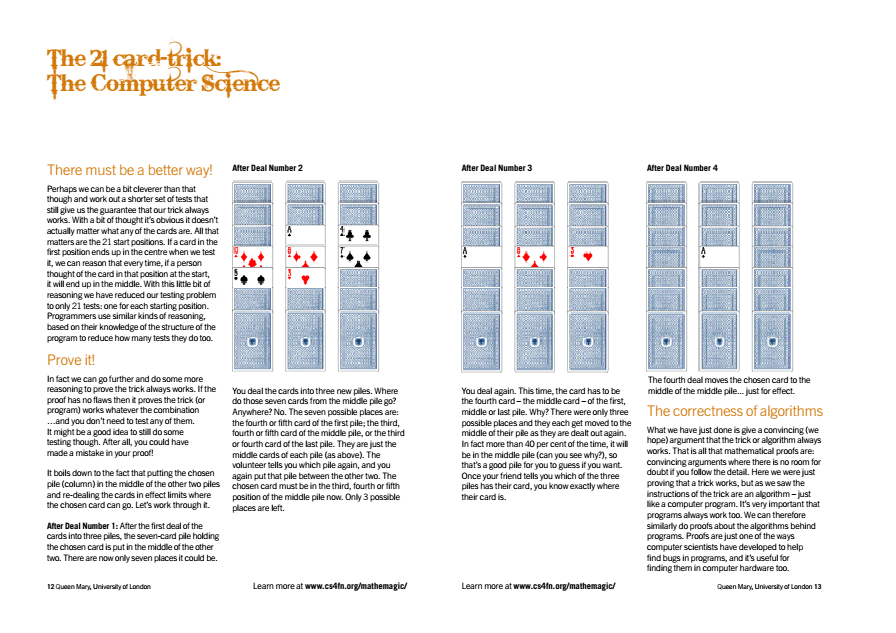 The 21 card-trick:
The Computer Science
There must be a better way!
Perhaps we can be a bit cleverer than that
though and work out a shorter set of tests that
still give us the guarantee that our trick always
works. With a bit of thought it's obvious it doesn't
actually matter what any of the cards are. All that
matters are the 21 start positions. If a card in the
first position ends up in the centre when we test
it, we can reason that every time, if a person
thought of the card in that position at the start,
it will end up in the middle. With this little bit of
reasoning we have reduced our testing problem
to only 21 tests: one for each starting position.
Programmers use similar kinds of reasoning,
based on their knowledge of the structure of the
program to reduce how many tests they do too.
Prove it!
In fact we can go further and do some more
reasoning to prove the trick always works. If the
proof has no flaws then it proves the trick (or
program) works whatever the combination
…and you don't need to test any of them.
It might be a good idea to still do some
testing though. After all, you could have
made a mistake in your proof!
It boils down to the fact that putting the chosen
pile (column) in the middle of the other two piles
and re-dealing the cards in effect limits where
the chosen card can go. Let's work through it.
After Deal Number 1: After the first deal of the
cards into three piles, the seven-card pile holding
the chosen card is put in the middle of the other
two. There are now only seven places it could be.
12 Queen Mary, University of London
After Deal Number 2
A
4
10
8
7
5
3
You deal the cards into three new piles. Where
do those seven cards from the middle pile go?
Anywhere? No. The seven possible places are:
the fourth or fifth card of the first pile; the third,
fourth or fifth card of the middle pile, or the third
or fourth card of the last pile. They are just the
middle cards of each pile (as above). The
volunteer tells you which pile again, and you
again put that pile between the other two. The
chosen card must be in the third, fourth or fifth
position of the middle pile now. Only 3 possible
places are left.
Learn more at www.cs4fn.org/mathemagic/
After Deal Number 3
A
8
3
You deal again. This time, the card has to be
the fourth card – the middle card – of the first,
middle or last pile. Why? There were only three
possible places and they each get moved to the
middle of their pile as they are dealt out again.
In fact more than 40 per cent of the time, it will
be in the middle pile (can you see why?), so
that's a good pile for you to guess if you want.
Once your friend tells you which of the three
piles has their card, you know exactly where
their card is.
Learn more at www.cs4fn.org/mathemagic/
After Deal Number 4
A
The fourth deal moves the chosen card to the
middle of the middle pile... just for effect.
The correctness of algorithms
What we have just done is give a convincing (we
hope) argument that the trick or algorithm always
works. That is all that mathematical proofs are:
convincing arguments where there is no room for
doubt if you follow the detail. Here we were just
proving that a trick works, but as we saw the
instructions of the trick are an algorithm – just
like a computer program. It's very important that
programs always work too. We can therefore
similarly do proofs about the algorithms behind
programs. Proofs are just one of the ways
computer scientists have developed to help
find bugs in programs, and it's useful for
finding them in computer hardware too.
Queen Mary, University of London 13